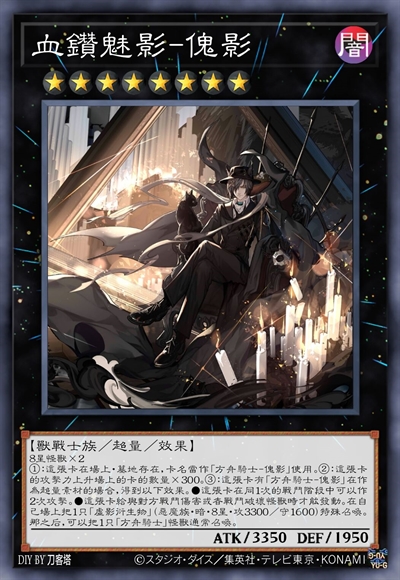 血鑽魅影-傀影
闇
【獸戰士族／超量／效果】
8星怪獸×2
①:這張卡在場上·墓地存在,卡名當作「方舟騎士-傀影」使用。②:這張卡
的攻擊力上升場上的卡的數量×300。③:這張卡有「方舟騎士-傀影」在作
為超量素材的場合,得到以下效果。●這張卡在同1次的戰鬥階段中可以作
2次攻擊。●這張卡給與對方戰鬥傷害或者戰鬥破壞怪獸時才能發動。在自
己場上把1只「虛影衍生物」(惡魔族·暗·8星·攻3300／守1600)特殊召喚。
那之後,可以把1只「方舟騎士」怪獸通常召喚。
ATK/3350 DEF/1950
DIY BY 刀客塔
©スタジオ・ダイス／集英社・テレビ東京・KONAMI